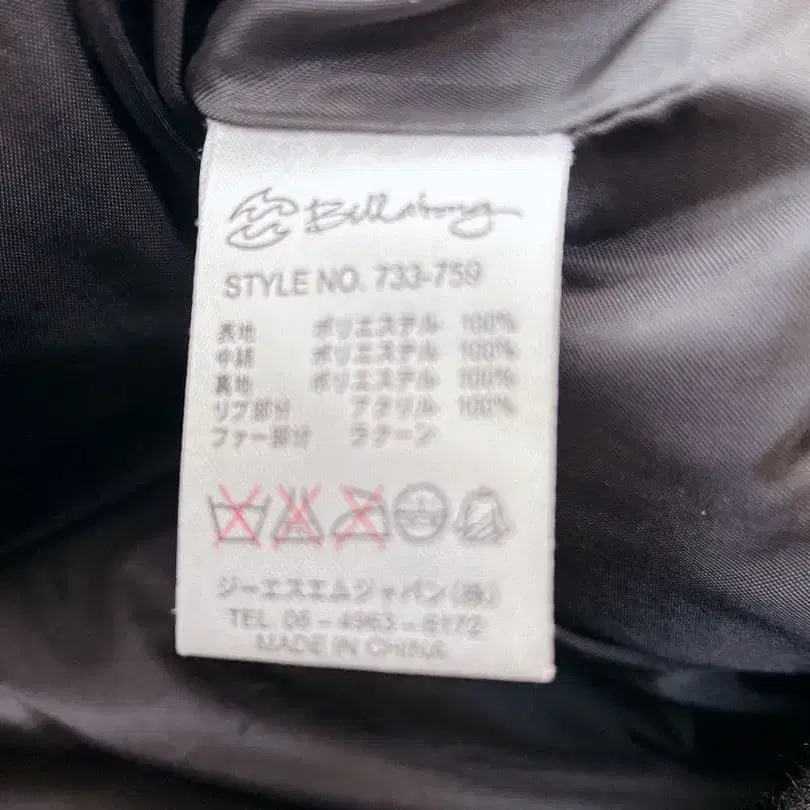 Billabong
STYLE NO. 733-759
表地 ポリエステル 100%
中綿 ポリエステル 100%
裏地 ポリエステル 100%
リブ部分 アクリル 100%
ファー部分 ラクーン
ジーエスエムジャパン(株)
TEL 06-4963-6172
MADE IN CHINA